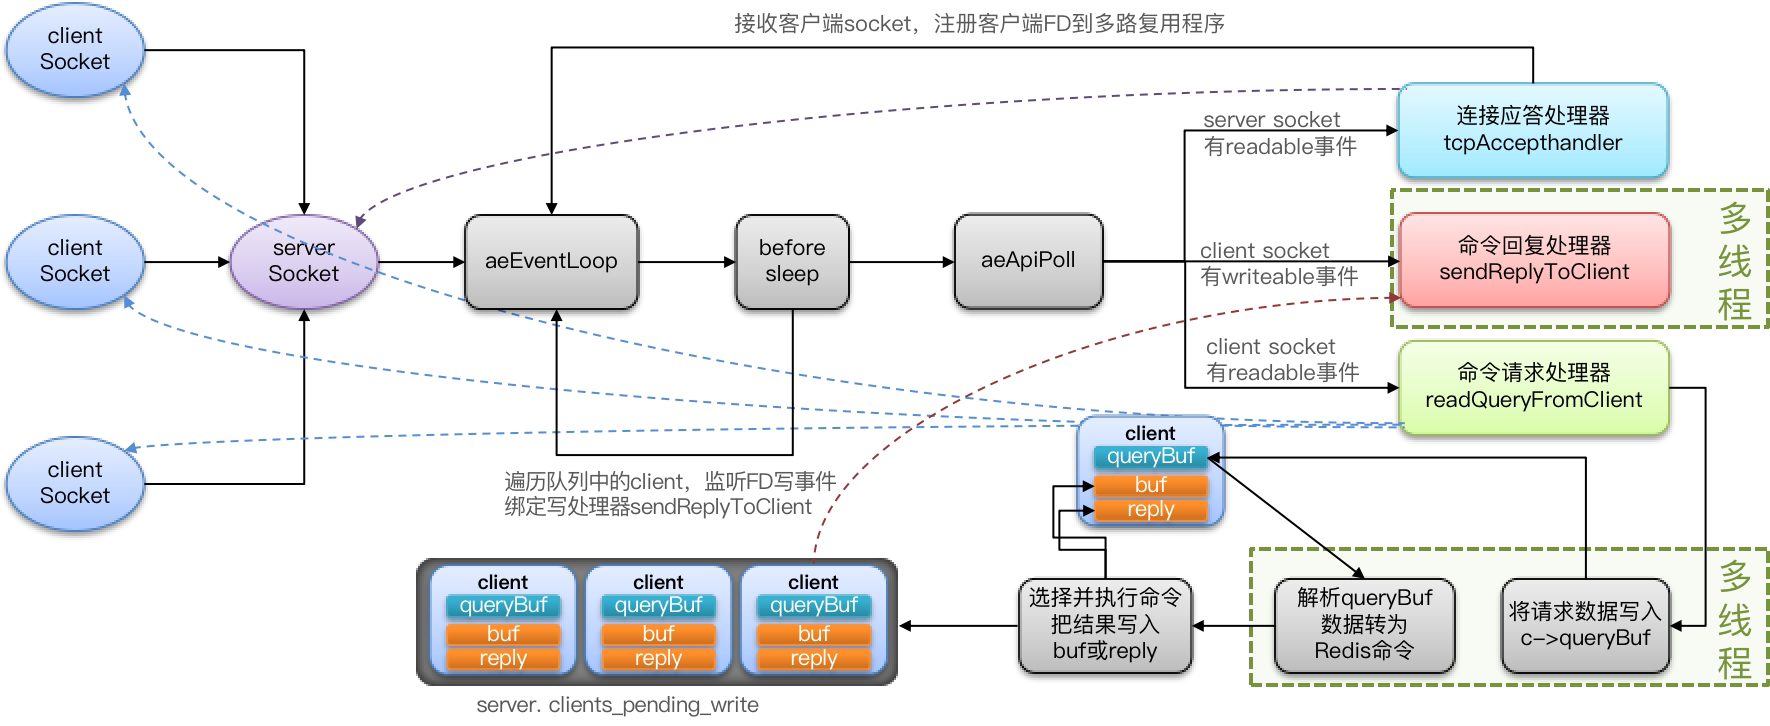 接收客户端socket，注册客户端FD到多路复用程序
client
Socket
client
Socket
client
Socket
server
Socket
aeEventLoop
before
sleep
aeApiPoll
server socket
有readable事件
client socket
有writeable事件
client socket
有readable事件
连接应答处理器
tcpAccepthandler
命令回复处理器
sendReplyToClient
多
线
程
命令请求处理器
readQueryFromClient
遍历队列中的client，监听FD写事件
绑定写处理器sendReplyToClient
client
queryBuf
buf
reply
client
queryBuf
buf
reply
client
queryBuf
buf
reply
client
queryBuf
buf
reply
server. clients_pending_write
选择并执行命令
把结果写入
buf或reply
解析queryBuf
数据转为
Redis命令
将请求数据写入
c->queryBuf
多
线
程